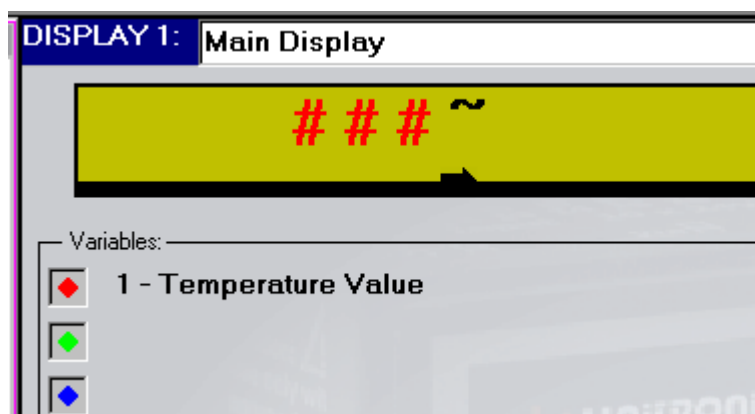 DISPLAY 1: Main Display
# # # ~
Variables:
1 - Temperature Value